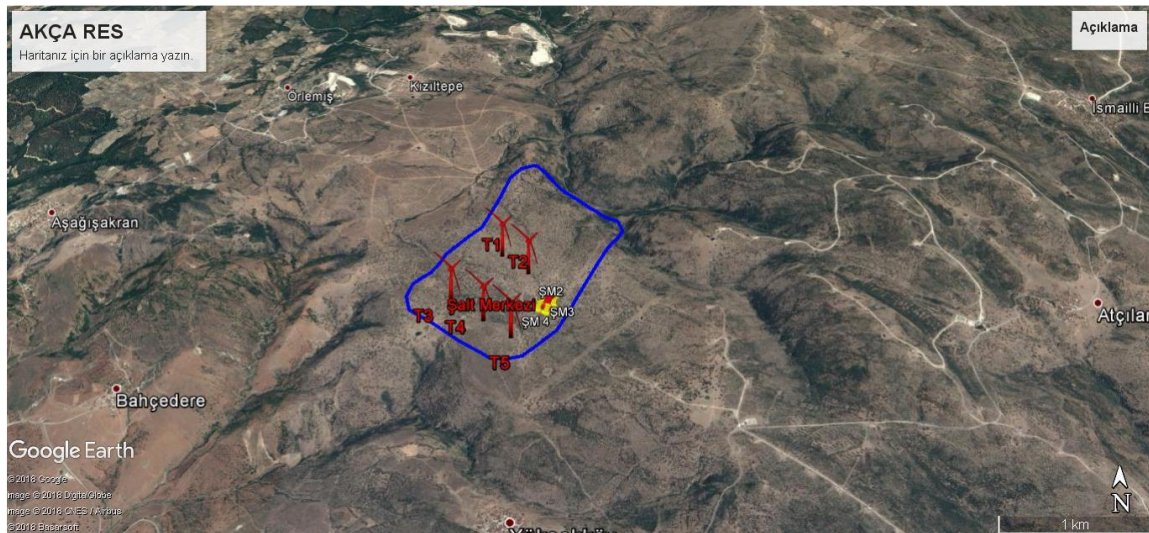 AKÇA RES
Haritanız için bir açıklama yazın.
Açıklama
Kızıltepe
Örlemiş
İsmailli
Aşağışakran
T1
T2
ŞM2
Şalt Merkezi
ŞM3
Atçılar
T3
ŞM 4
T4
T5
Bahçedere
Google Earth
© 2018 Google
Image © 2018 DigitalGlobe
Image © 2018 CNES / Airbus
© 2018 Basarsoft
N
1 km